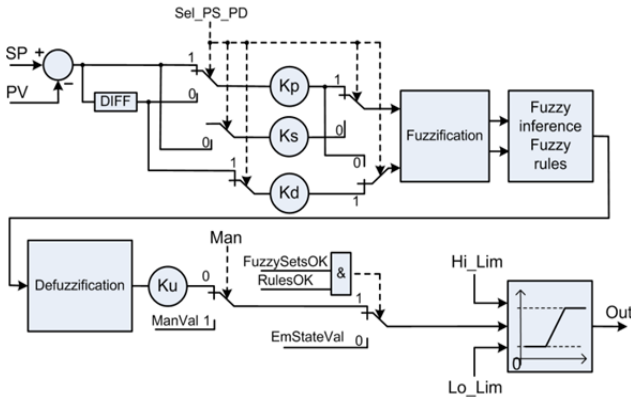 Sel_PS_PD
SP
+
−
PV
DIFF
1
0
Kp
1
0
Ks
0
0
1
Kd
1
Fuzzification
Fuzzy
inference
Fuzzy
rules
Defuzzification
Ku
Man
0
ManVal 1
FuzzySetsOK
RulesOK
&
1
EmStateVal
0
Hi_Lim
Lo_Lim
0
Out